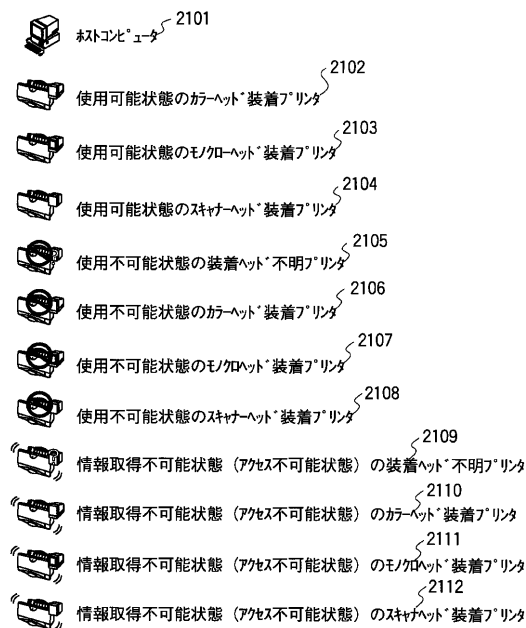 2101
ホストコンピュータ
2102
使用可能状態のカラーヘッド装着プリンタ
2103
使用可能状態のモノクローヘッド装着プリンタ
2104
使用可能状態のスキャナーヘッド装着プリンタ
2105
使用不可能状態の装着ヘッド不明プリンタ
2106
使用不可能状態のカラーヘッド装着プリンタ
2107
使用不可能状態のモノクロヘッド装着プリンタ
2108
使用不可能状態のスキャナーヘッド装着プリンタ
2109
情報取得不可能状態（アクセス不可能状態）の装着ヘッド不明プリンタ
2110
情報取得不可能状態（アクセス不可能状態）のカラーヘッド装着プリンタ
2111
情報取得不可能状態（アクセス不可能状態）のモノクロヘッド装着プリンタ
2112
情報取得不可能状態（アクセス不可能状態）のスキャナヘッド装着プリンタ